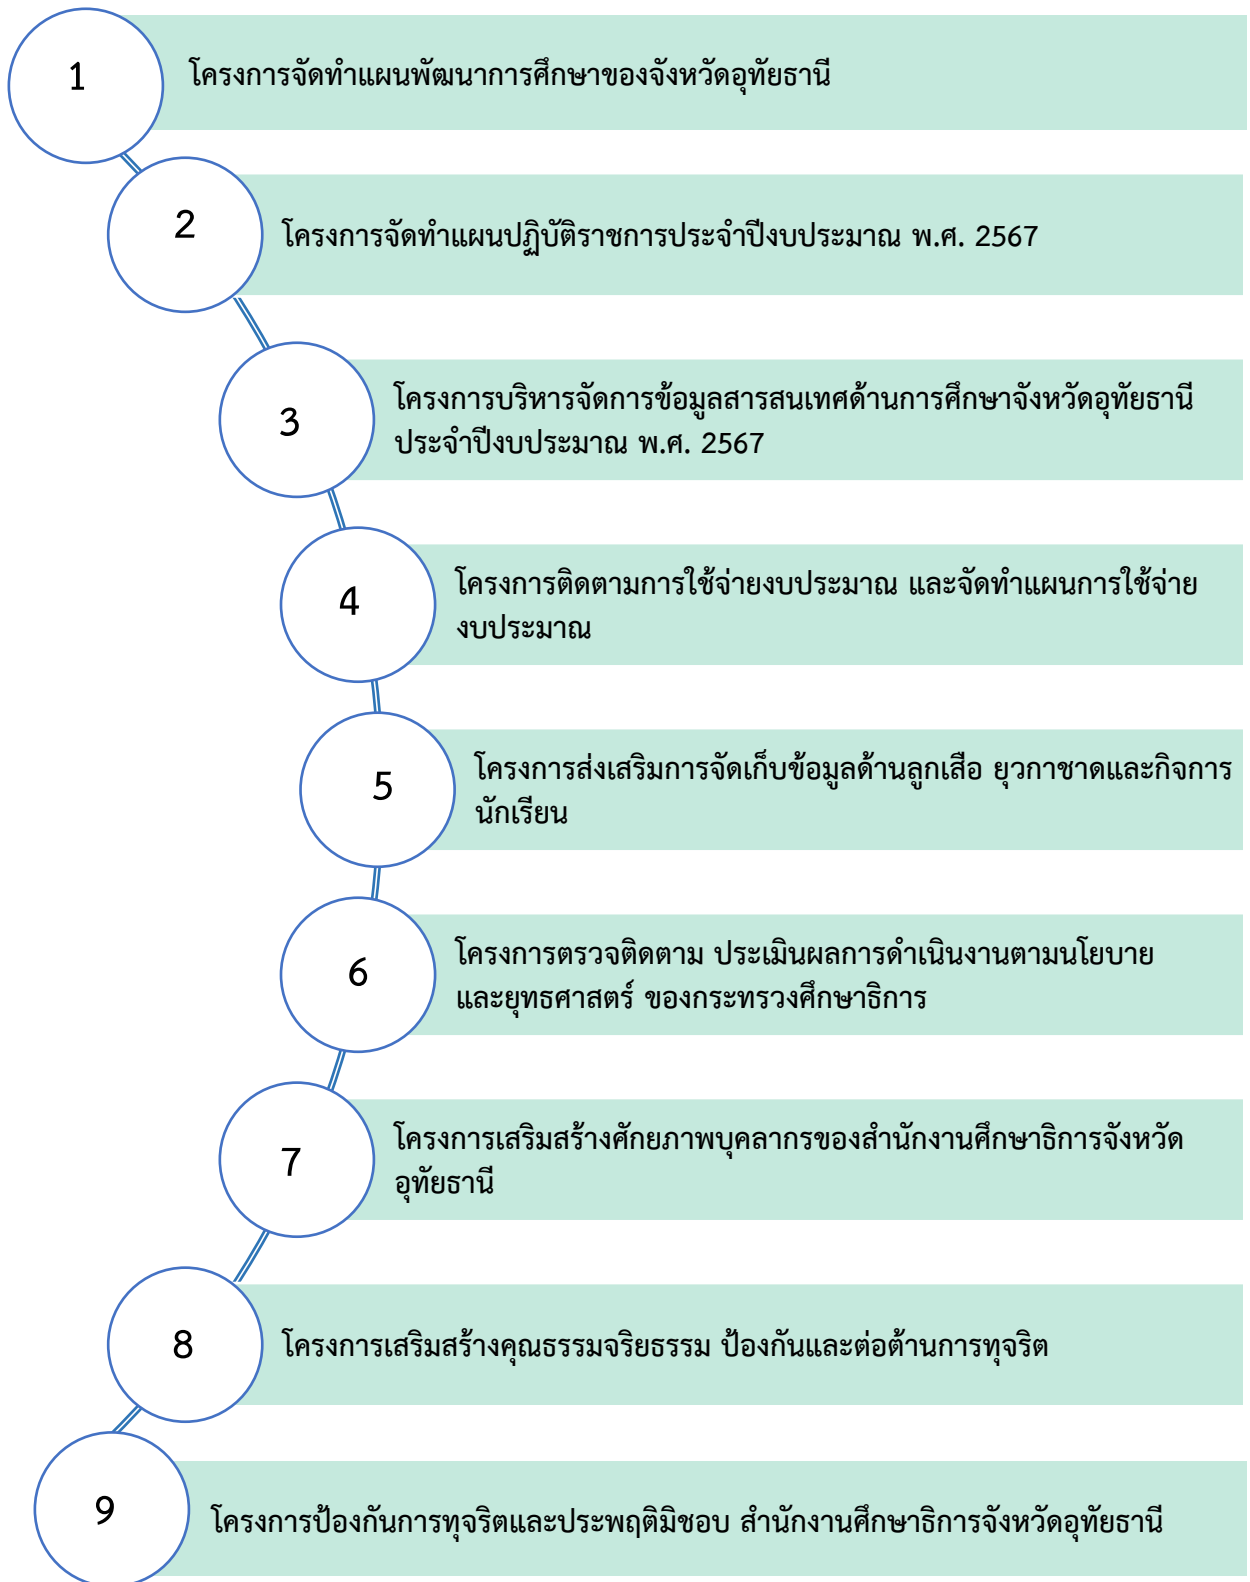 1
โครงการจัดทำแผนพัฒนาการศึกษาของจังหวัดอุทัยธานี
2
โครงการจัดทำแผนปฏิบัติราชการประจำปีงบประมาณ พ.ศ. 2567
3
โครงการบริหารจัดการข้อมูลสารสนเทศด้านการศึกษาจังหวัดอุทัยธานี
ประจำปีงบประมาณ พ.ศ. 2567
4
โครงการติดตามการใช้จ่ายงบประมาณ และจัดทำแผนการใช้จ่าย
งบประมาณ
5
โครงการส่งเสริมการจัดเก็บข้อมูลด้านลูกเสือ ยุวกาชาดและกิจการ
นักเรียน
6
โครงการตรวจติดตาม ประเมินผลการดำเนินงานตามนโยบาย
และยุทธศาสตร์ ของกระทรวงศึกษาธิการ
7
โครงการเสริมสร้างศักยภาพบุคลากรของสำนักงานศึกษาธิการจังหวัด
อุทัยธานี
8
โครงการเสริมสร้างคุณธรรมจริยธรรม ป้องกันและต่อต้านการทุจริต
9
โครงการป้องกันการทุจริตและประพฤติมิชอบ สำนักงานศึกษาธิการจังหวัดอุทัยธานี